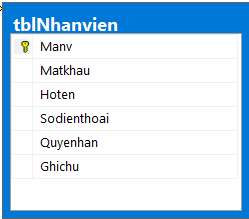 tblNhanvien
Manv
Matkhau
Hoten
Sodienthoai
Quyenhan
Ghichu